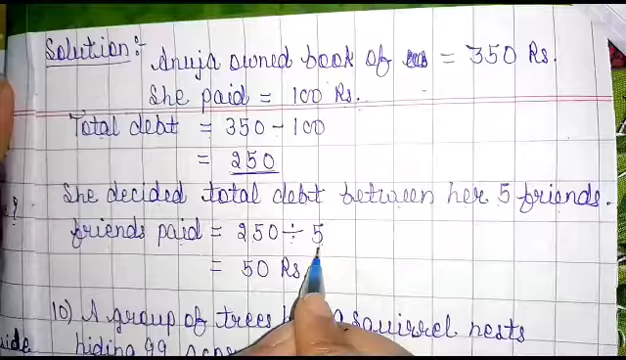 Solution:-
Anuja owned book of = 350 Rs.
She paid = 100 Rs.
Total debt = 350 - 100
= 250
She decided total debt between her 5 friends.
friends paid = 250 ÷ 5
= 50 Rs
10) A group of trees squirrel nests
hiding 99